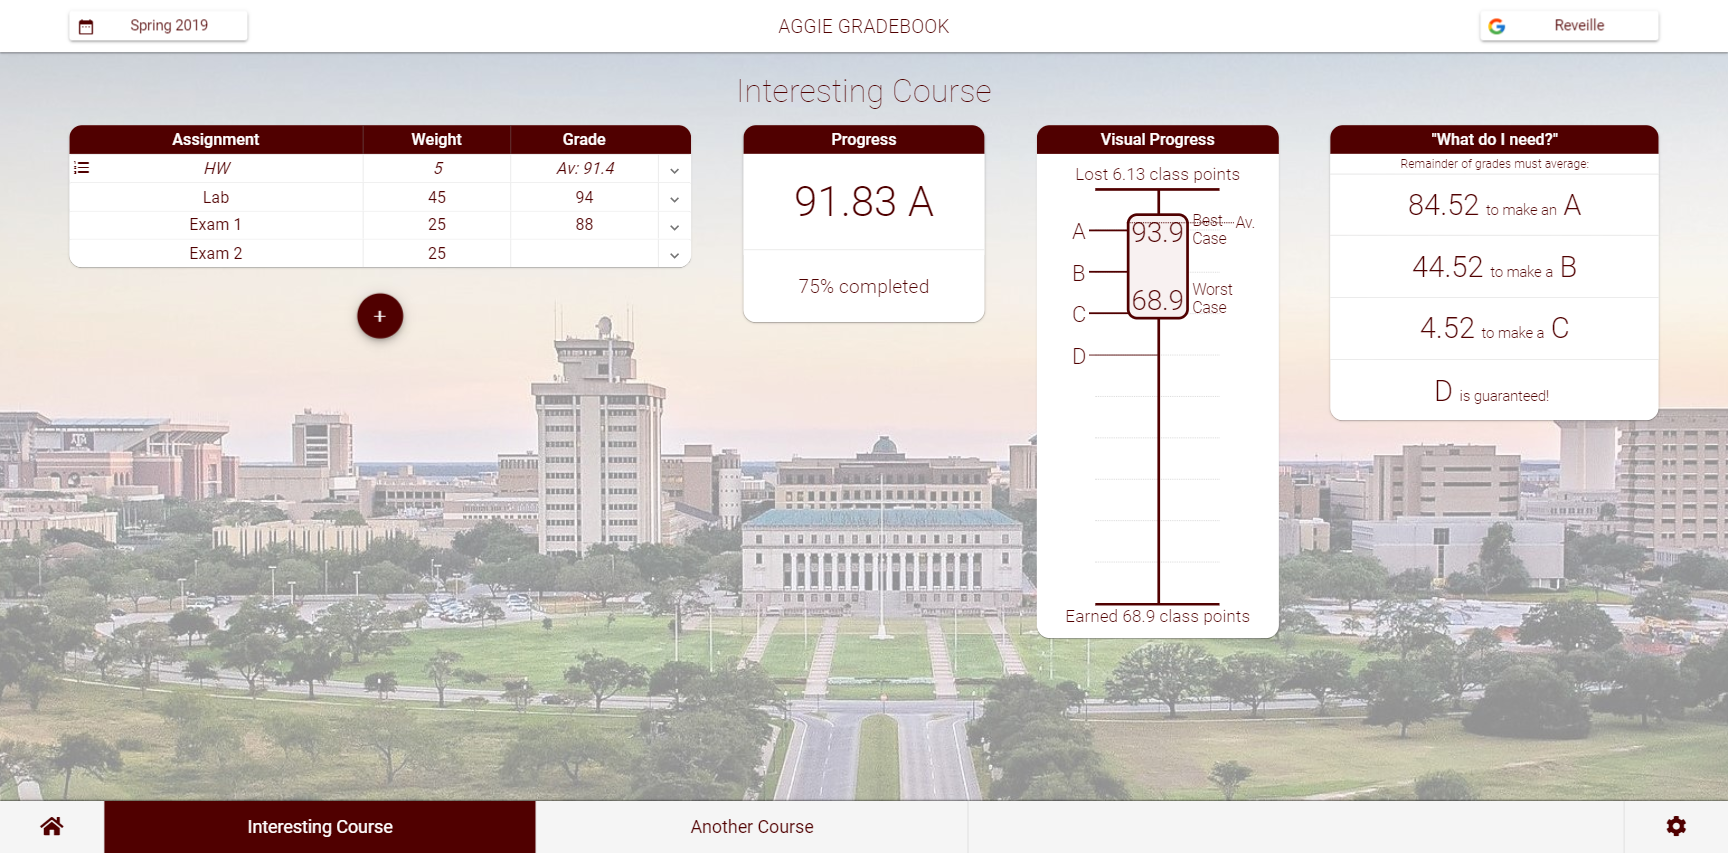 Spring 2019
AGGIE GRADEBOOK
Reveille
Interesting Course
Assignment Weight Grade
HW 5 Av: 91.4
Lab 45 94
Exam 1 25 88
Exam 2 25
+
Progress
91.83 A
75% completed
Visual Progress
Lost 6.13 class points
A
B
C
D
93.9
68.9
Best
Case
Av.
Worst
Case
Earned 68.9 class points
"What do I need?"
Remainder of grades must average:
84.52 to make an A
44.52 to make a B
4.52 to make a C
D is guaranteed!
Interesting Course
Another Course